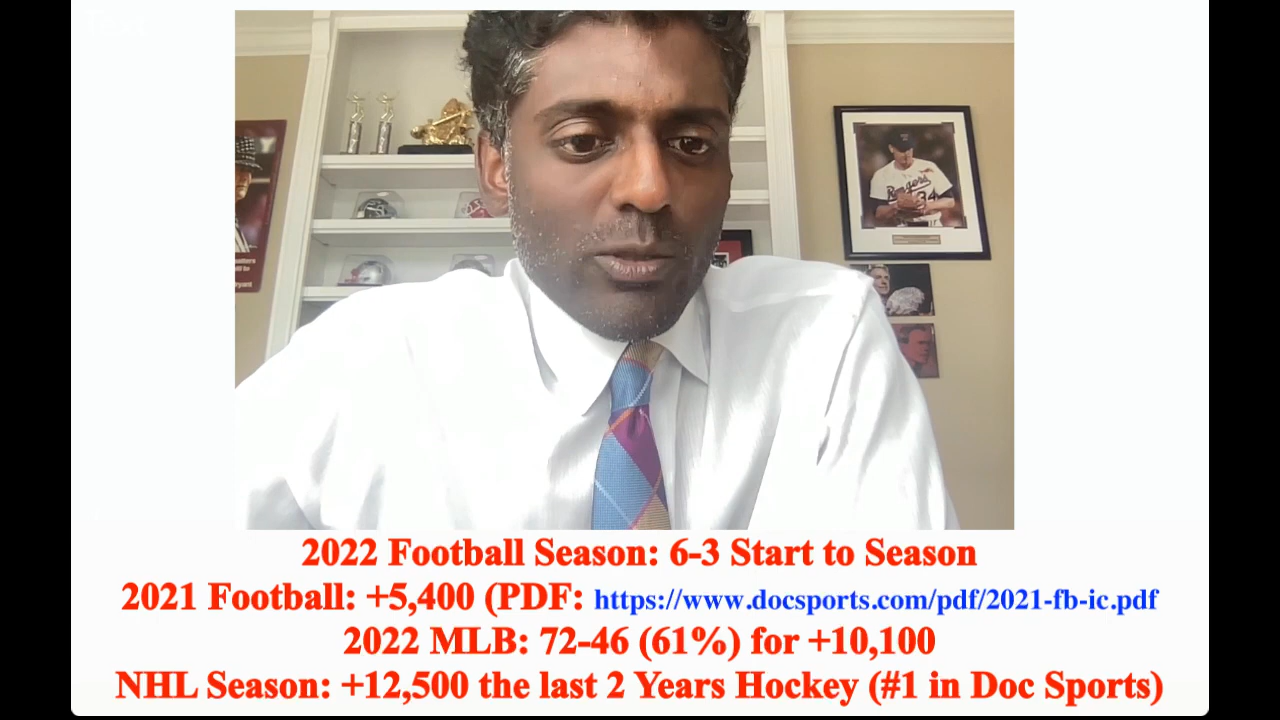 Rangers
34
2022 Football Season: 6-3 Start to Season
2021 Football: +5,400 (PDF: https://www.docsports.com/pdf/2021-fb-ic.pdf
2022 MLB: 72-46 (61%) for +10,100
NHL Season: +12,500 the last 2 Years Hockey (#1 in Doc Sports)